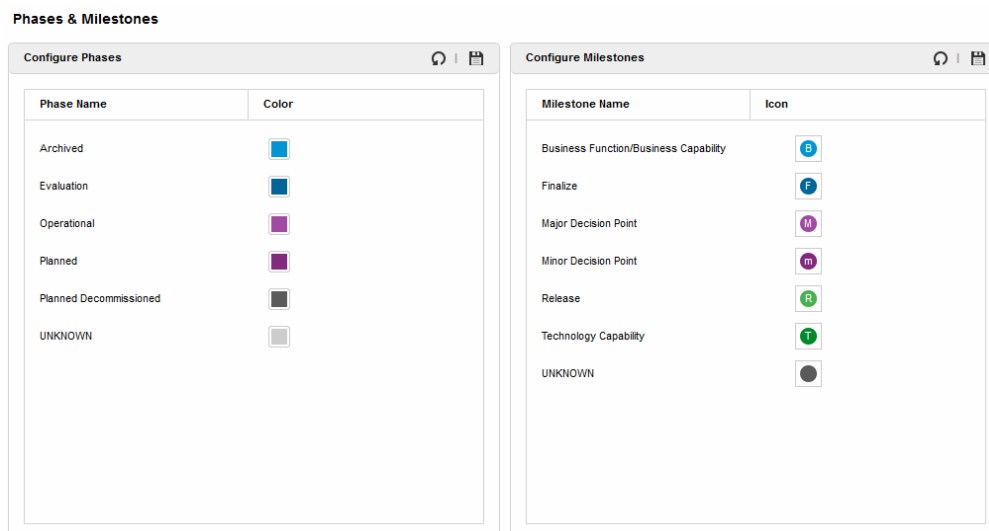 Phases & Milestones
Configure Phases
Phase Name Color
Archived
Evaluation
Operational
Planned
Planned Decommissioned
UNKNOWN
Configure Milestones
Milestone Name Icon
Business Function/Business Capability B
Finalize F
Major Decision Point M
Minor Decision Point m
Release R
Technology Capability T
UNKNOWN